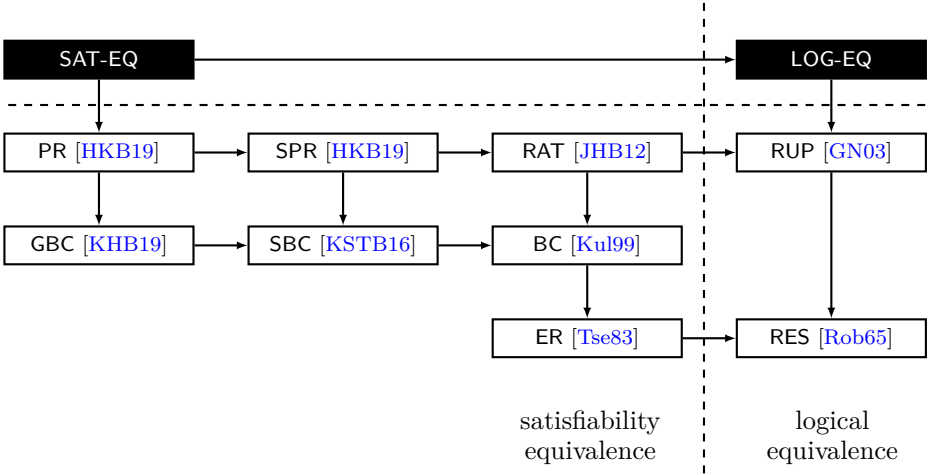 SAT-EQ LOG-EQ
PR [HKB19] SPR [HKB19] RAT [JHB12] RUP [GN03]
GBC [KHB19] SBC [KSTB16] BC [Kul99]
ER [Tse83] RES [Rob65]
satisfiability logical
equivalence equivalence